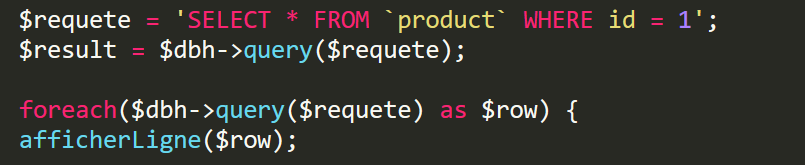 $requete = 'SELECT * FROM `product` WHERE id = 1';
$result = $dbh->query($requete);
foreach($dbh->query($requete) as $row) {
afficherLigne($row);